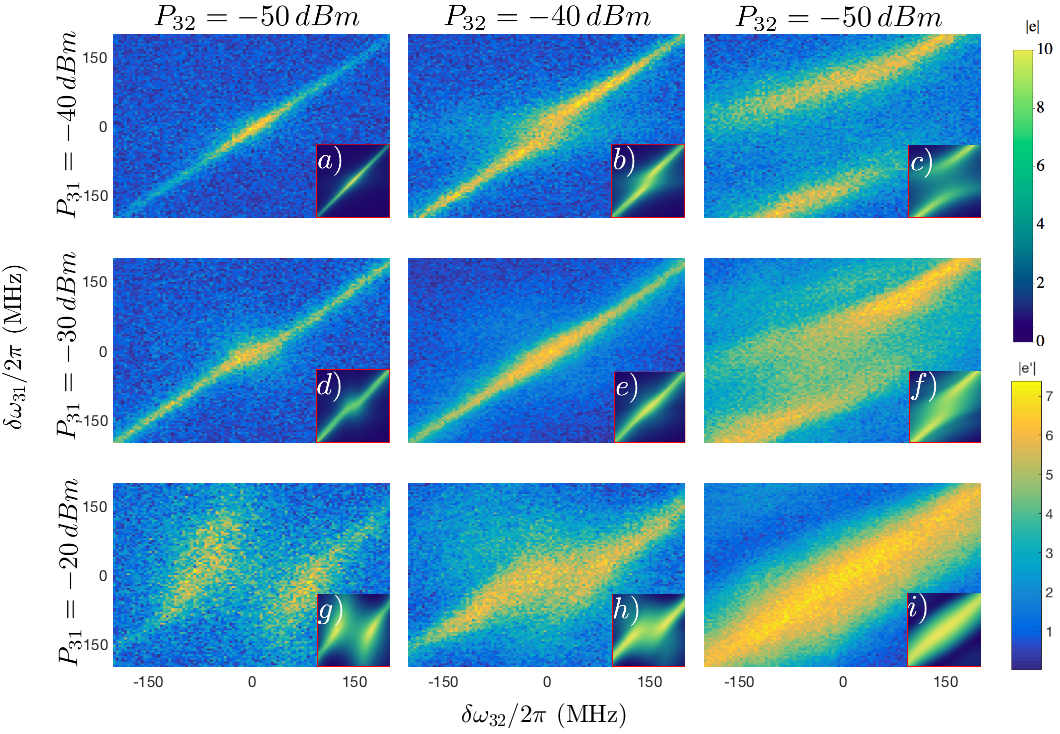 P₃₂ = −50 dBm P₃₂ = −40 dBm P₃₂ = −50 dBm
|e|
P₃₁ = −40 dBm
150
0
-150
a)
b)
c)
10
8
6
4
2
0
δω₃₁/2π (MHz)
P₃₁ = −30 dBm
150
0
-150
d)
e)
f)
|e'|
7
6
5
4
3
2
1
P₃₁ = −20 dBm
150
0
-150
g)
h)
i)
-150 0 150 -150 0 150 -150 0 150
δω₃₂/2π (MHz)